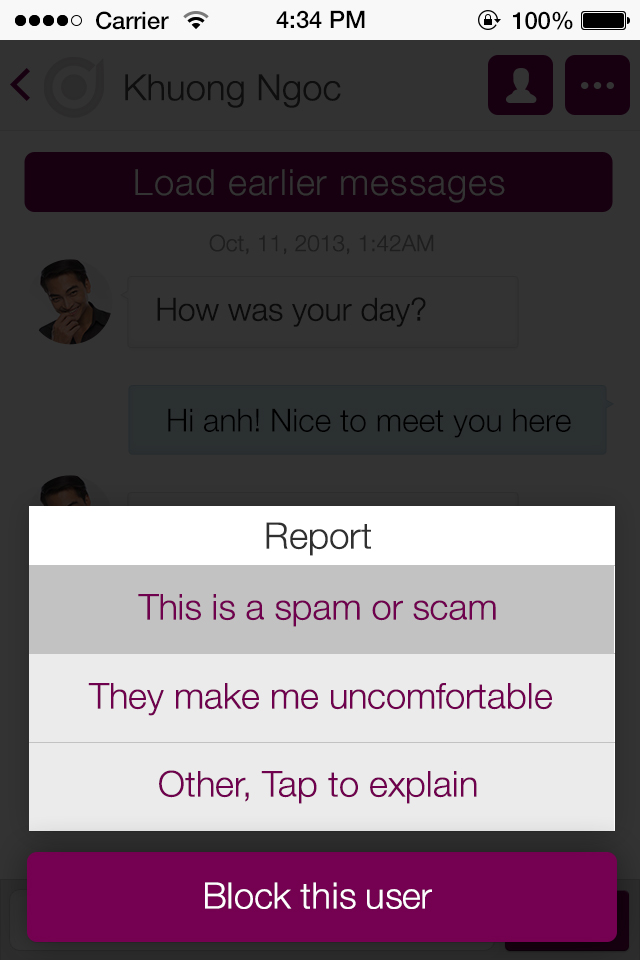 Carrier 4:34 PM 100%
Khuong Ngoc
Load earlier messages
Oct, 11, 2013, 1:42AM
How was your day?
Hi anh! Nice to meet you here
Report
This is a spam or scam
They make me uncomfortable
Other, Tap to explain
Block this user